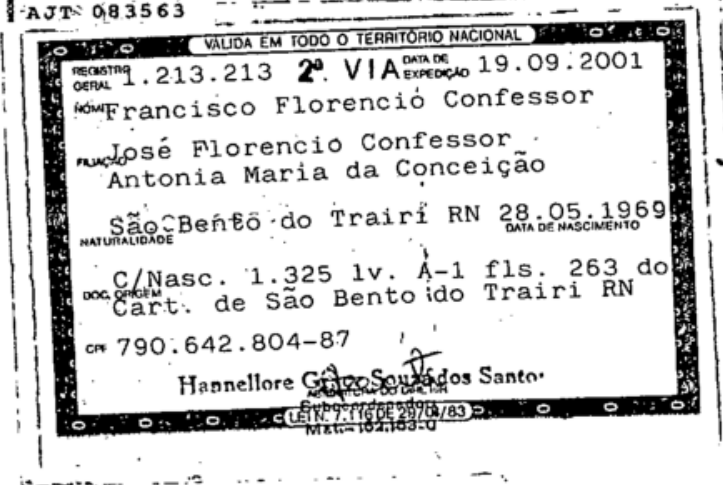 AJT- 083563
VÁLIDA EM TODO O TERRITÓRIO NACIONAL
REGISTRO GERAL 1.213.213 2ª. VIA DATA DE EXPEDIÇÃO 19.09.2001
NOME Francisco Florencio Confessor
FILIAÇÃO José Florencio Confessor
Antonia Maria da Conceição
São Bento do Trairi RN 28.05.1969
NATURALIDADE DATA DE NASCIMENTO
C/Nasc. 1.325 lv. A-1 fls. 263 do
DOC. ORIGEM Cart. de São Bento do Trairi RN
CPF 790.642.804-87
Hannellore dos Santos
LEI N. 7.116 DE 29/08/83